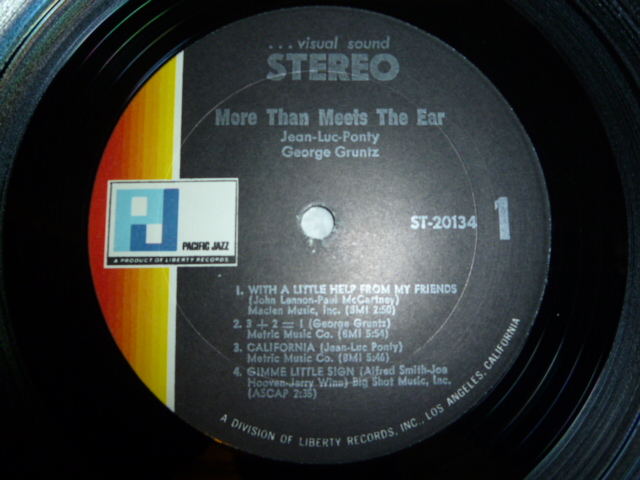 ...visual sound
STEREO
More Than Meets The Ear
Jean-Luc-Ponty
George Gruntz
PJ
PACIFIC JAZZ
A PRODUCT OF LIBERTY RECORDS
ST-20134
1
1. WITH A LITTLE HELP FROM MY FRIENDS
(John Lennon-Paul McCartney)
Maclen Music, Inc. (BMI 2:50)
2. 3 + 2 = 1 (George Gruntz)
Metric Music Co. (BMI 5:54)
3. CALIFORNIA (Jean-Luc Ponty)
Metric Music Co. (BMI 5:46)
4. GIMME LITTLE SIGN (Alfred Smith-Joe
Hooven-Jerry Winn) Big Shot Music, Inc.
(ASCAP 2:35)
A DIVISION OF LIBERTY RECORDS, INC., LOS ANGELES, CALIFORNIA